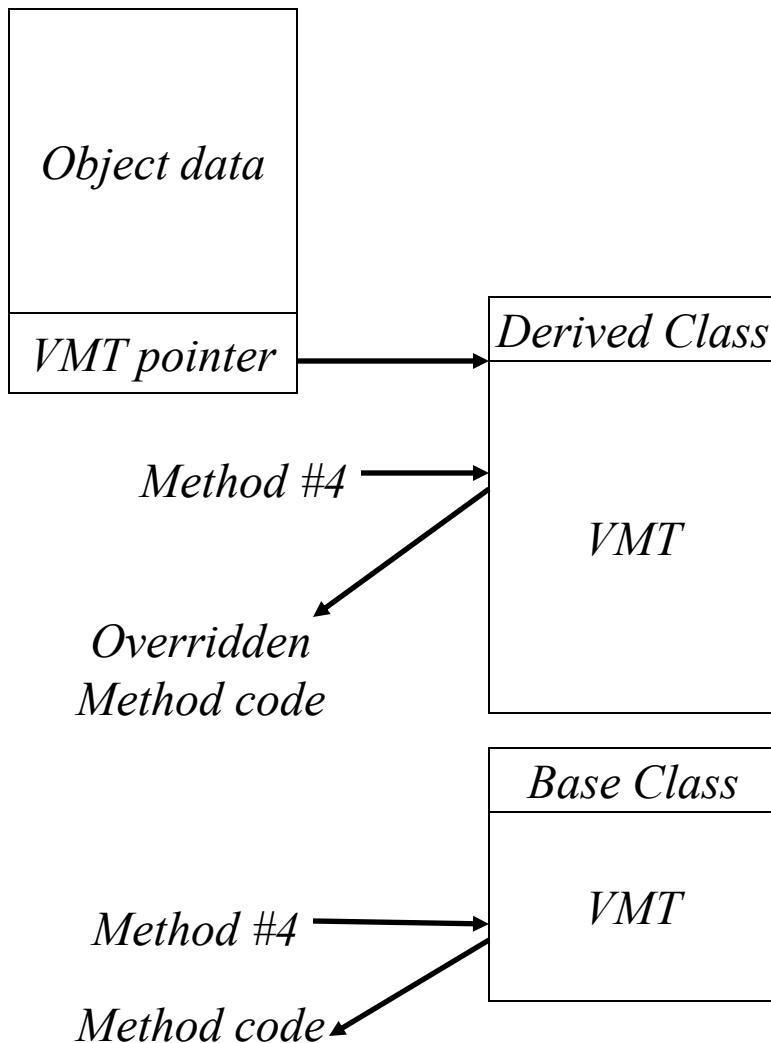 Object data
VMT pointer
Derived Class
Method #4
VMT
Overridden
Method code
Base Class
VMT
Method #4
Method code